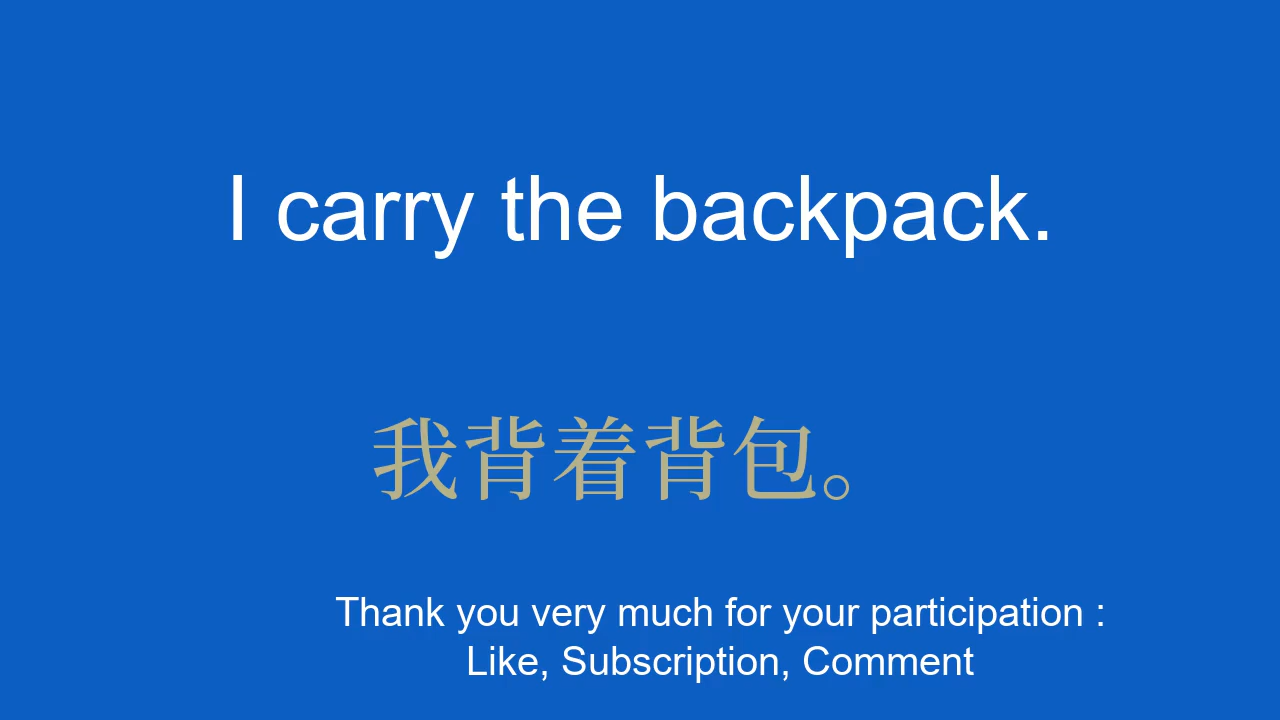 I carry the backpack.
我背着背包。
Thank you very much for your participation :
Like, Subscription, Comment